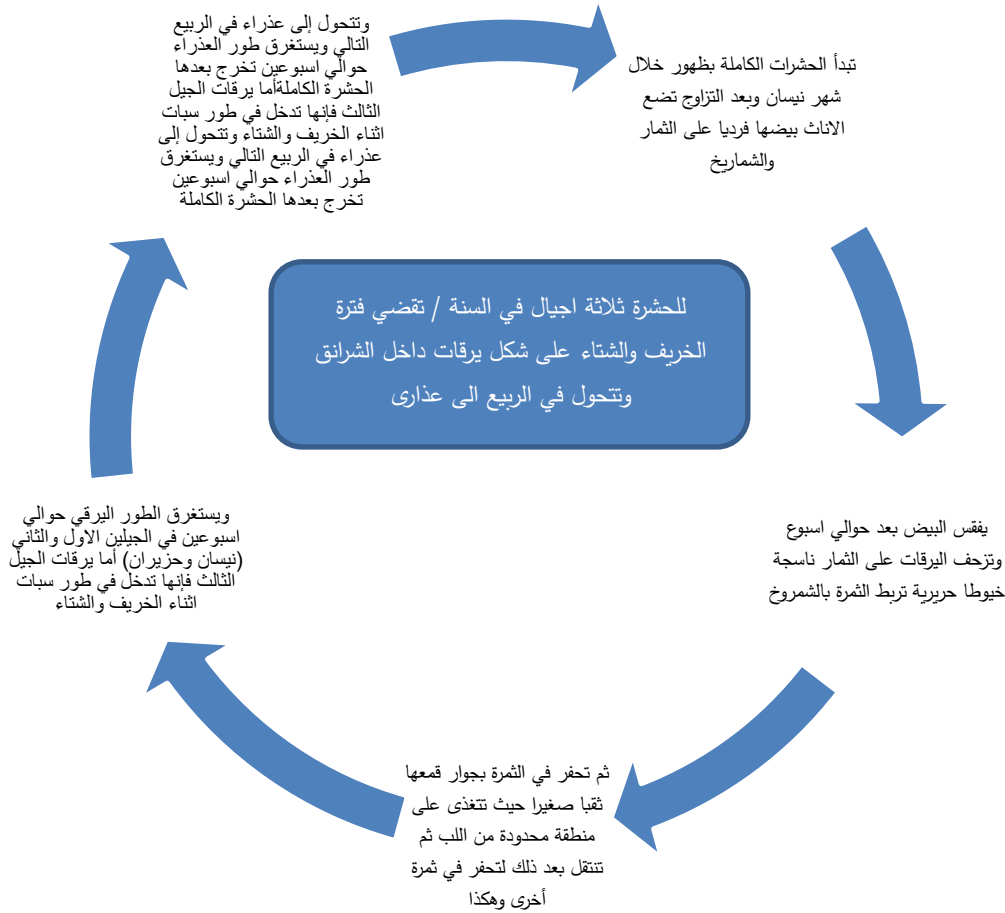 وتتحول إلى عذراء في الربيع
التالي ويستغرق طور العذراء
حوالي اسبوعين تخرج بعدها
الحشرة الكاملةأما يرقات الجيل
الثالث فإنها تدخل في طور سبات
اثناء الخريف والشتاء وتتحول إلى
عذراء في الربيع التالي ويستغرق
طور العذراء حوالي اسبوعين
تخرج بعدها الحشرة الكاملة
تبدأ الحشرات الكاملة بظهور خلال
شهر نيسان وبعد التزاوج تضع
الاناث بيضها فرديا على الثمار
والشماريخ
للحشرة ثلاثة اجيال في السنة / تقضي فترة
الخريف والشتاء على شكل يرقات داخل الشرانق
وتتحول في الربيع الى عذارى
يفقس البيض بعد حوالي اسبوع
وتزحف اليرقات على الثمار ناسجة
خيوطا حريرية تربط الثمرة بالشمروخ
ثم تحفر في الثمرة بجوار قمعها
ثقبا صغيرا حيث تتغذى على
منطقة محدودة من اللب ثم
تنتقل بعد ذلك لتحفر في ثمرة
أخرى وهكذا
ويستغرق الطور اليرقي حوالي
اسبوعين في الجيلين الاول والثاني
(نيسان وحزيران) أما يرقات الجيل
الثالث فإنها تدخل في طور سبات
اثناء الخريف والشتاء